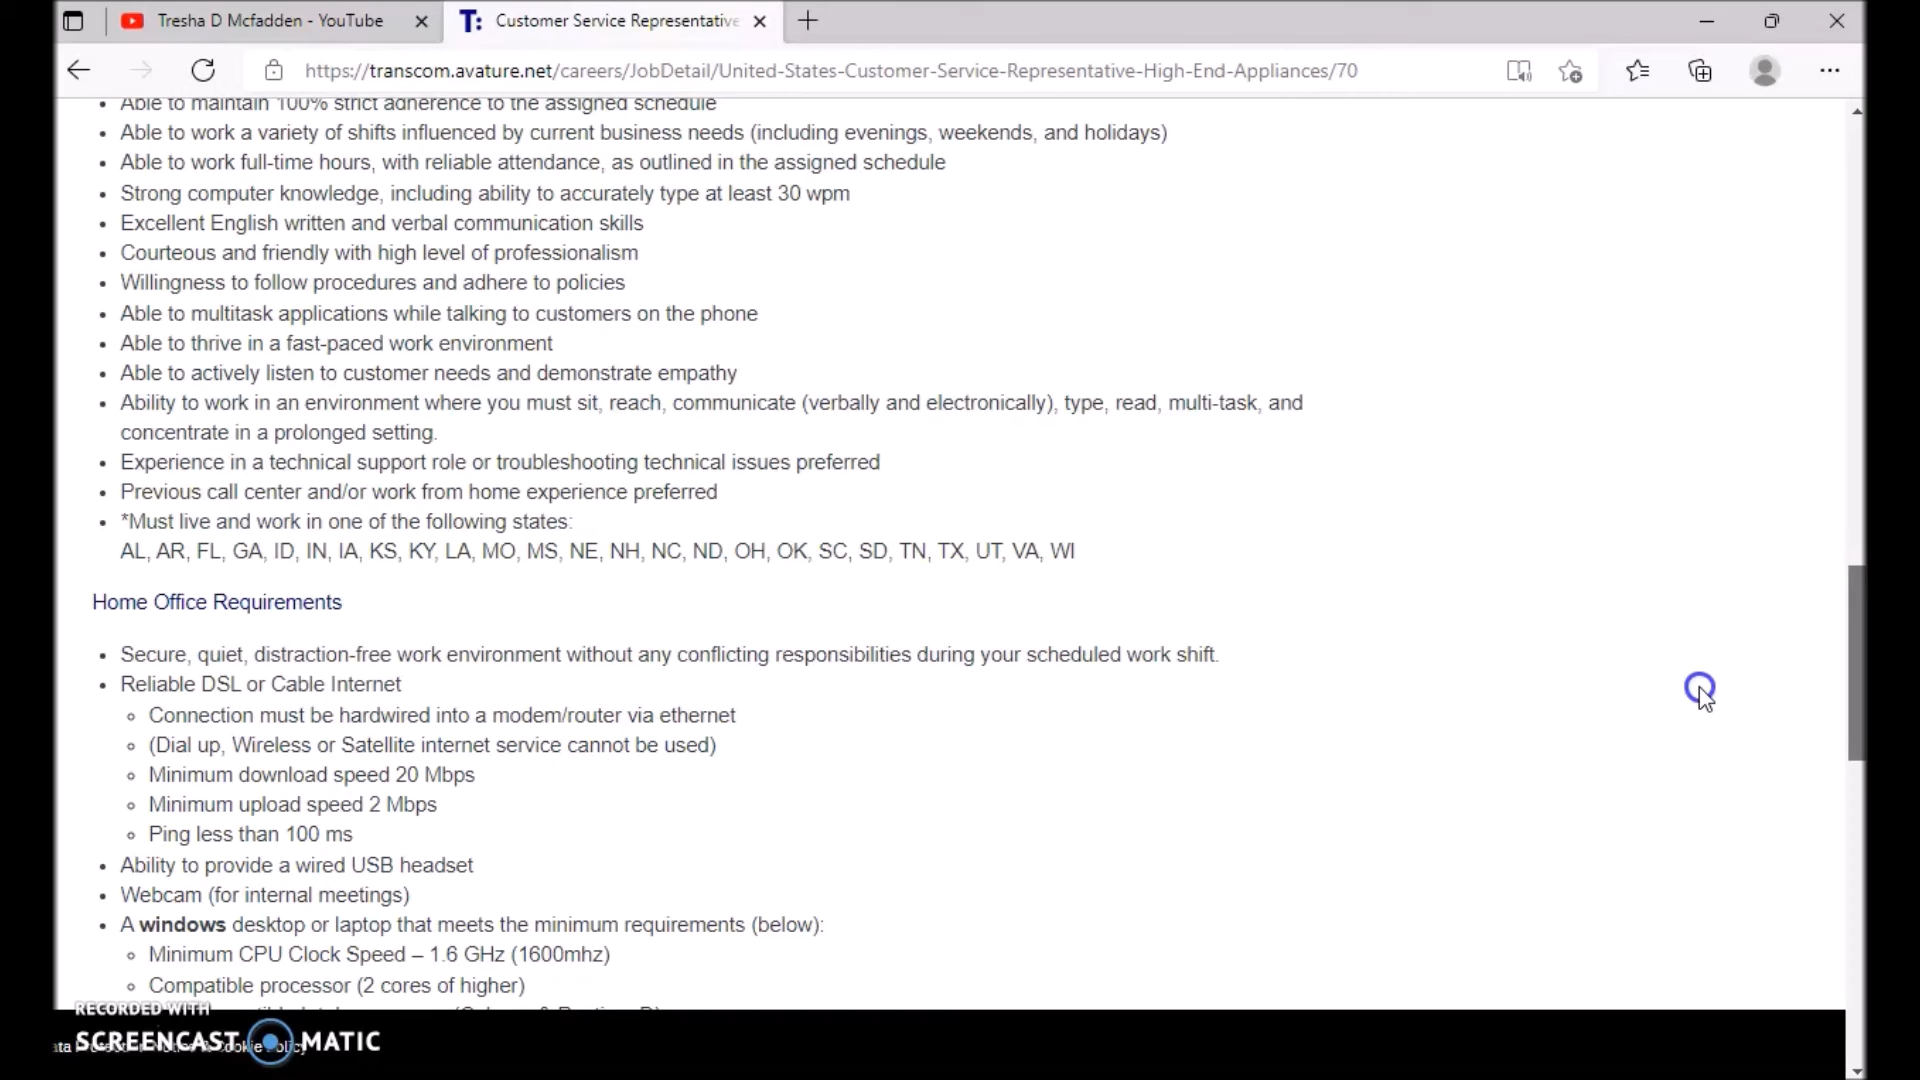 Tresha D Mcfadden - YouTube
T: Customer Service Representative
https://transcom.avature.net/careers/JobDetail/United-States-Customer-Service-Representative-High-End-Appliances/70
• Able to maintain 100% strict adherence to the assigned schedule
• Able to work a variety of shifts influenced by current business needs (including evenings, weekends, and holidays)
• Able to work full-time hours, with reliable attendance, as outlined in the assigned schedule
• Strong computer knowledge, including ability to accurately type at least 30 wpm
• Excellent English written and verbal communication skills
• Courteous and friendly with high level of professionalism
• Willingness to follow procedures and adhere to policies
• Able to multitask applications while talking to customers on the phone
• Able to thrive in a fast-paced work environment
• Able to actively listen to customer needs and demonstrate empathy
• Ability to work in an environment where you must sit, reach, communicate (verbally and electronically), type, read, multi-task, and
concentrate in a prolonged setting.
• Experience in a technical support role or troubleshooting technical issues preferred
• Previous call center and/or work from home experience preferred
• *Must live and work in one of the following states:
AL, AR, FL, GA, ID, IN, IA, KS, KY, LA, MO, MS, NE, NH, NC, ND, OH, OK, SC, SD, TN, TX, UT, VA, WI
Home Office Requirements
• Secure, quiet, distraction-free work environment without any conflicting responsibilities during your scheduled work shift.
• Reliable DSL or Cable Internet
◦ Connection must be hardwired into a modem/router via ethernet
◦ (Dial up, Wireless or Satellite internet service cannot be used)
◦ Minimum download speed 20 Mbps
◦ Minimum upload speed 2 Mbps
◦ Ping less than 100 ms
• Ability to provide a wired USB headset
• Webcam (for internal meetings)
• A windows desktop or laptop that meets the minimum requirements (below):
◦ Minimum CPU Clock Speed – 1.6 GHz (1600mhz)
◦ Compatible processor (2 cores of higher)
RECORDED WITH
SCREENCAST MATIC